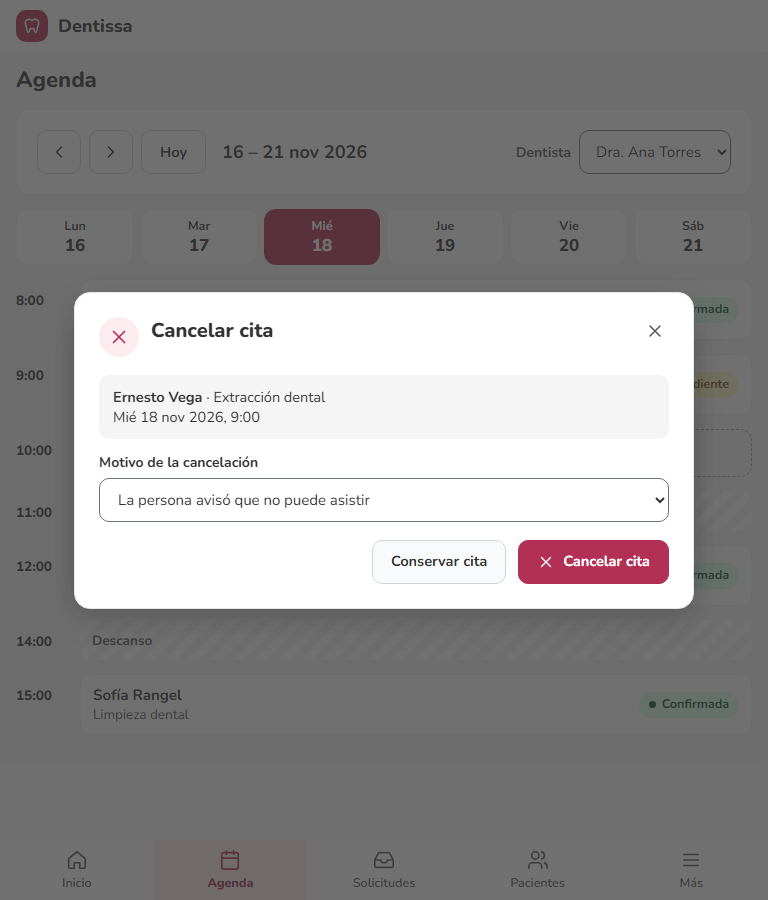 Dentissa
Agenda
Hoy
16 – 21 nov 2026
Dentista
Dra. Ana Torres
Lun
16
Mar
17
Mié
18
Jue
19
Vie
20
Sáb
21
8:00
9:00
10:00
11:00
12:00
14:00
15:00
Cancelar cita
Ernesto Vega · Extracción dental
Mié 18 nov 2026, 9:00
Motivo de la cancelación
La persona avisó que no puede asistir
Conservar cita
Cancelar cita
Descanso
Sofía Rangel
Limpieza dental
Confirmada
Inicio
Agenda
Solicitudes
Pacientes
Más